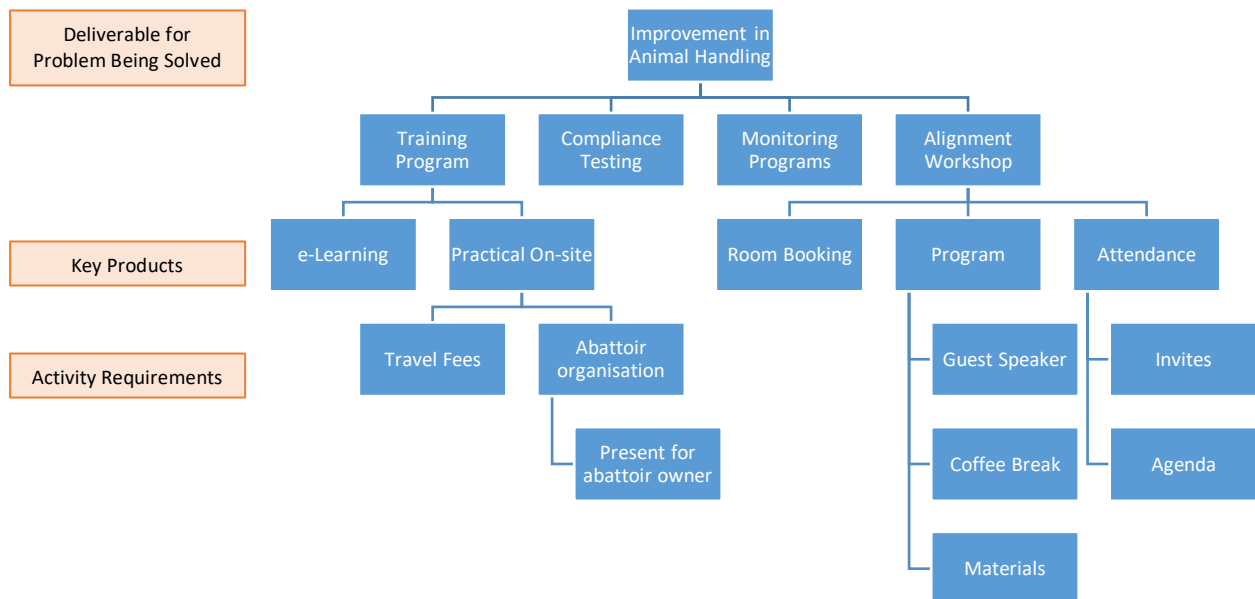 Deliverable for
Problem Being Solved
Improvement in
Animal Handling
Training
Program
Compliance
Testing
Monitoring
Programs
Alignment
Workshop
Key Products
e-Learning
Practical On-site
Room Booking
Program
Attendance
Activity Requirements
Travel Fees
Abattoir
organisation
Guest Speaker
Invites
Present for
abattoir owner
Coffee Break
Agenda
Materials